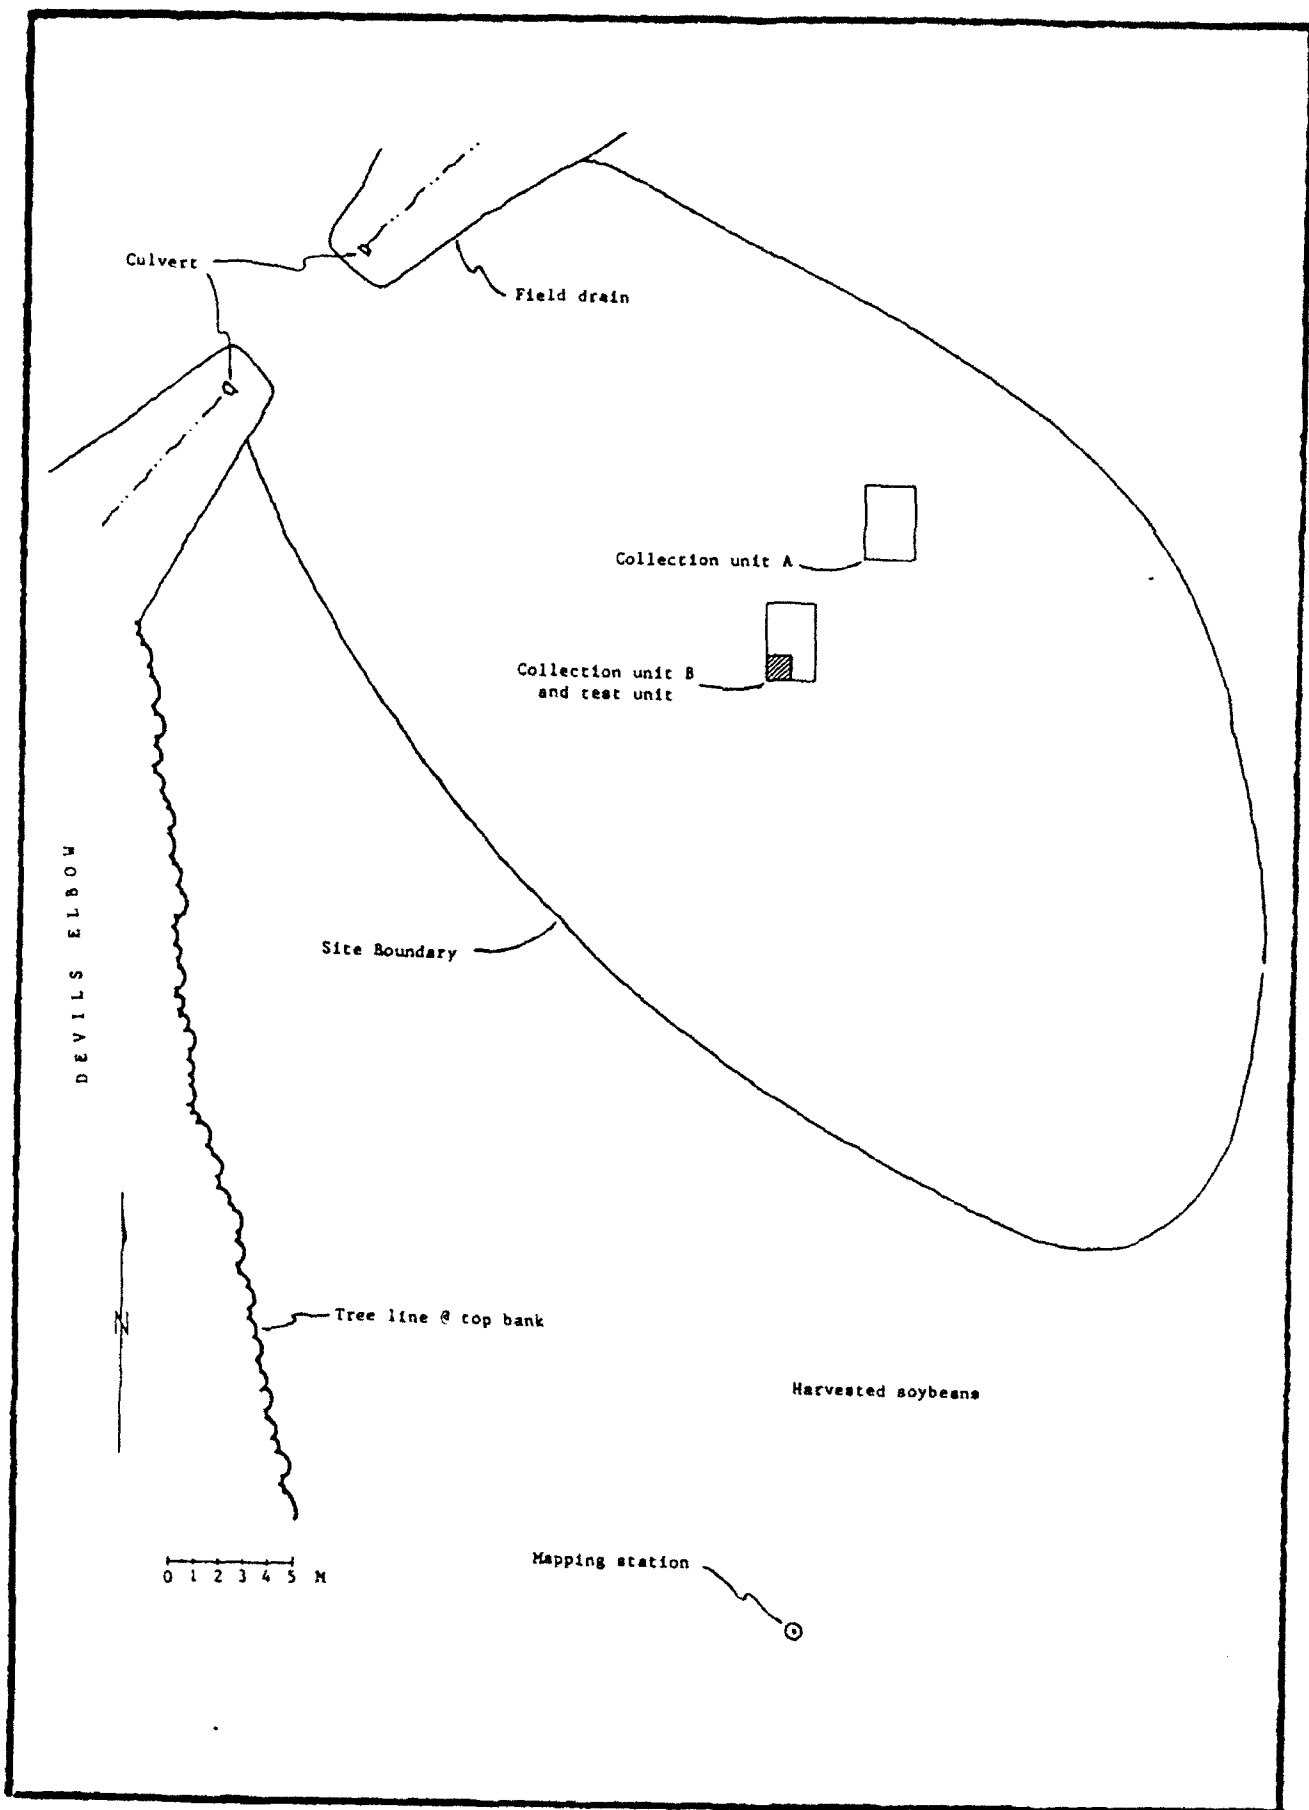 Culvert
Field drain
Collection unit A
Collection unit B
and test unit
DEVILS ELBOW
Site Boundary
N
Tree line @ top bank
Harvested soybeans
Mapping station
0 1 2 3 4 5 M